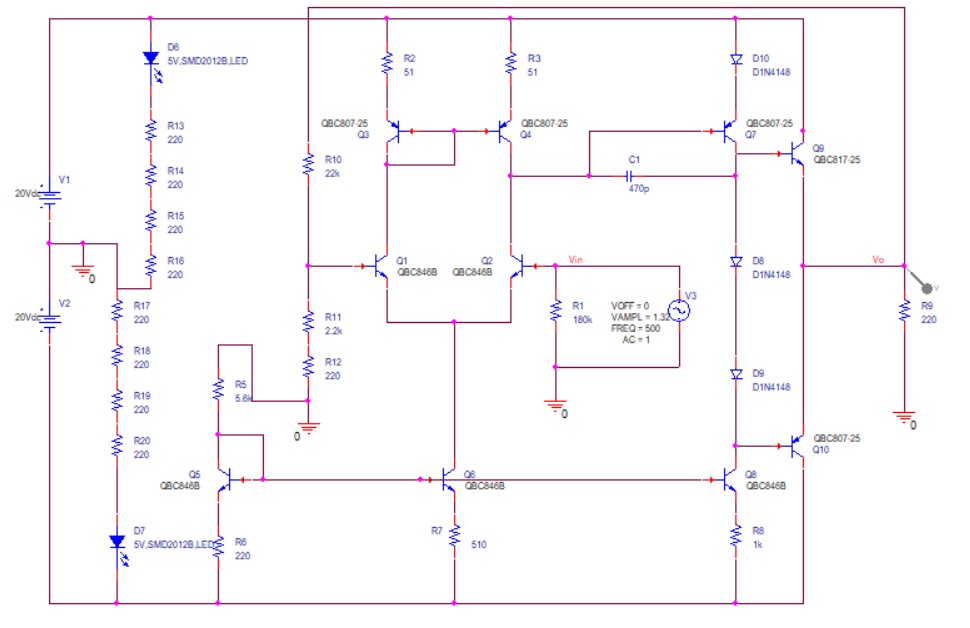 D6
5V,SMD2012B,LED
R13
220
R14
220
R15
220
R16
220
V1
20Vdc
0
V2
20Vdc
R17
220
R18
220
R19
220
R20
220
D7
5V,SMD2012B,LED
R2
51
R3
51
QBC807-25
Q3
QBC807-25
Q4
R10
22k
C1
470p
D10
D1N4148
QBC807-25
Q7
Q9
QBC817-25
Q1
QBC846B
Q2
QBC846B
Vin
R1
180k
VOFF = 0
VAMPL = 1.32
FREQ = 500
AC = 1
V3
0
D8
D1N4148
Vo
V
R9
220
0
R11
2.2k
R12
220
0
R5
5.6k
D9
D1N4148
QBC807-25
Q10
Q5
QBC846B
Q6
QBC846B
Q8
QBC846B
R6
220
R7
510
R8
1k